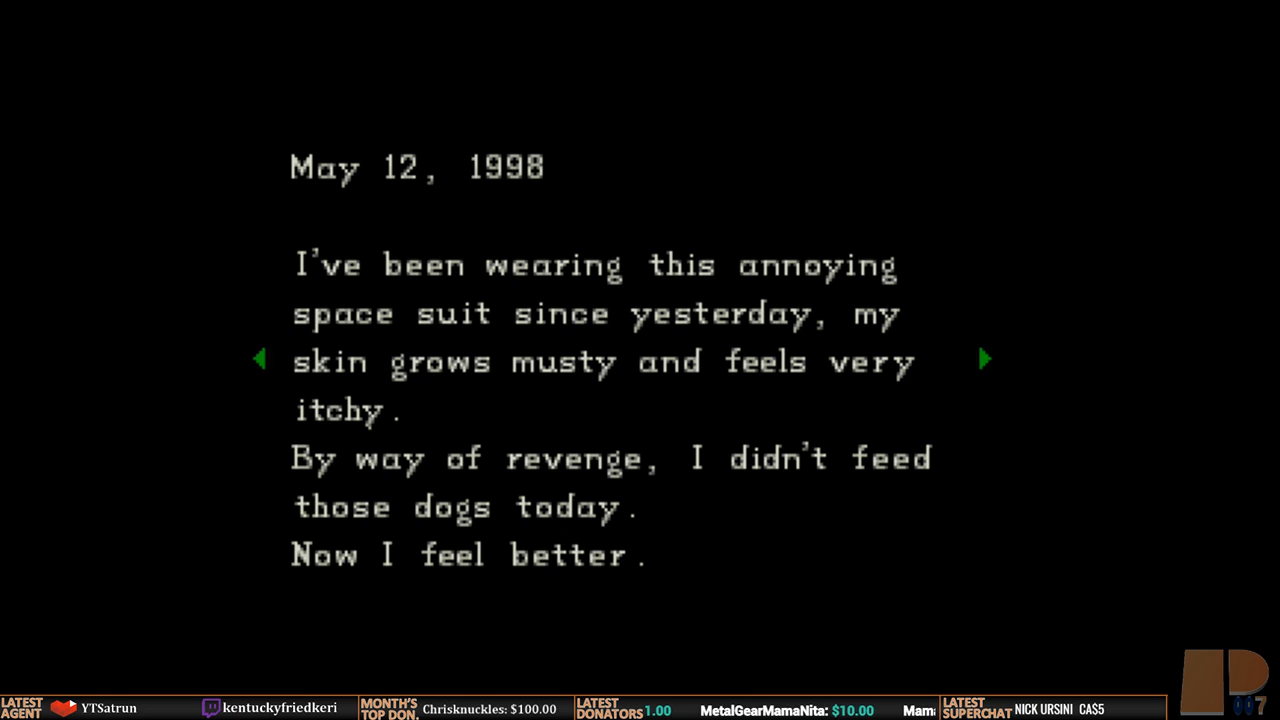 May 12, 1998
I've been wearing this annoying
space suit since yesterday, my
skin grows musty and feels very
itchy.
By way of revenge, I didn't feed
those dogs today.
Now I feel better.
LATEST AGENT YTSatrun kentuckyfriedkeri MONTH'S TOP DON. Chrisknuckles: $100.00 LATEST DONATORS 1.00 MetalGearMamaNita: $10.00 Mam LATEST SUPERCHAT NICK URSINI CA$5